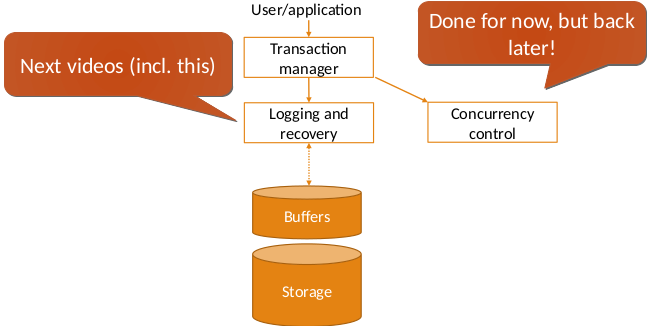 User/application
Done for now, but back
later!
Next videos (incl. this)
Transaction
manager
Logging and
recovery
Concurrency
control
Buffers
Storage